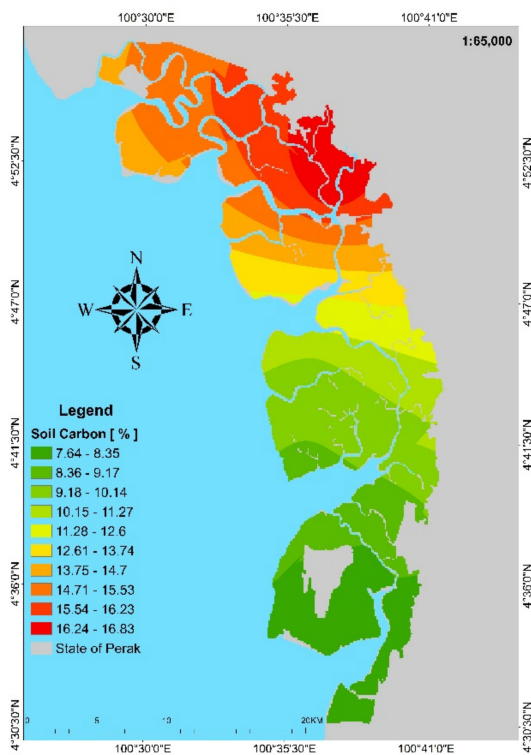 100°30'0"E 100°35'30"E 100°41'0"E
1:65,000
4°52'30"N 4°52'30"N
N
W E
S
4°47'0"N 4°47'0"N
Legend
Soil Carbon [ % ]
4°41'30"N 4°41'30"N
7.64 - 8.35
8.36 - 9.17
9.18 - 10.14
10.15 - 11.27
11.28 - 12.6
12.61 - 13.74
13.75 - 14.7
14.71 - 15.53
15.54 - 16.23
16.24 - 16.83
State of Perak
4°36'0"N 4°36'0"N
0 5 10 20KM
4°30'30"N 4°30'30"N
100°30'0"E 100°35'30"E 100°41'0"E